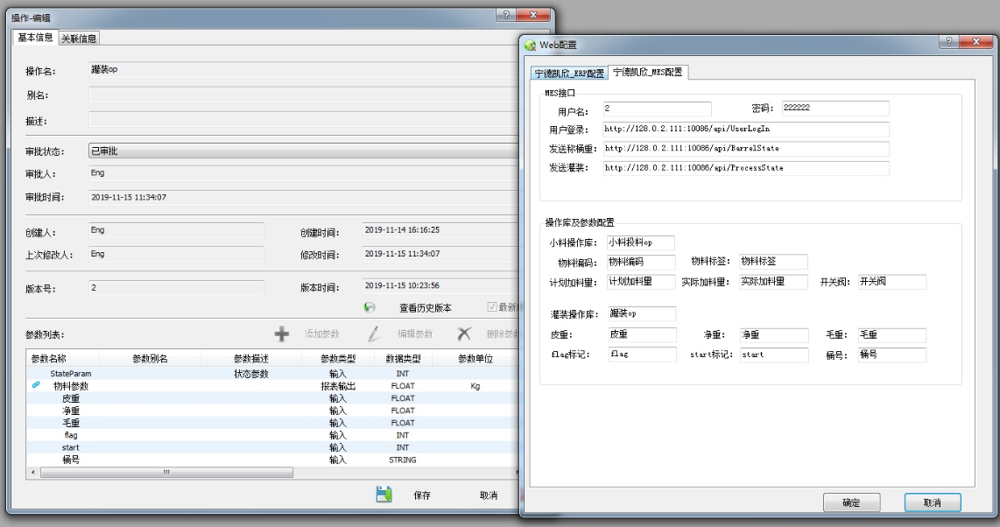 操作-编辑
基本信息 关联信息
操作名: 罐装op
别名:
描述:
审批状态: 已审批
审批人: Eng
审批时间: 2019-11-15 11:34:07
创建人: Eng 创建时间: 2019-11-14 16:16:25
上次修改人: Eng 修改时间: 2019-11-15 11:34:07
版本号: 2 版本时间: 2019-11-15 10:23:56
查看历史版本 最新
参数列表: 添加参数 编辑参数 删除参数
参数名称 参数别名 参数描述 参数类型 数据类型 参数单位
StateParam 状态参数 输入 INT
物料参数 报表输出 FLOAT Kg
皮重 输入 FLOAT
净重 输入 FLOAT
毛重 输入 FLOAT
flag 输入 INT
start 输入 INT
桶号 输入 STRING
保存 取消
Web配置
宁德凯欣_ERP配置 宁德凯欣_MES配置
MES接口
用户名: 2 密码: 222222
用户登录: http://128.0.2.111:10086/api/UserLogIn
发送称桶重: http://128.0.2.111:10086/api/BarrelState
发送灌装: http://128.0.2.111:10086/api/ProcessState
操作库及参数配置
小料操作库: 小料投料op
物料编码: 物料编码 物料标签: 物料标签
计划加料量: 计划加料量 实际加料量: 实际加料量 开关阀: 开关阀
灌装操作库: 罐装op
皮重: 皮重 净重: 净重 毛重: 毛重
flag标记: flag start标记: start 桶号: 桶号
确定 取消